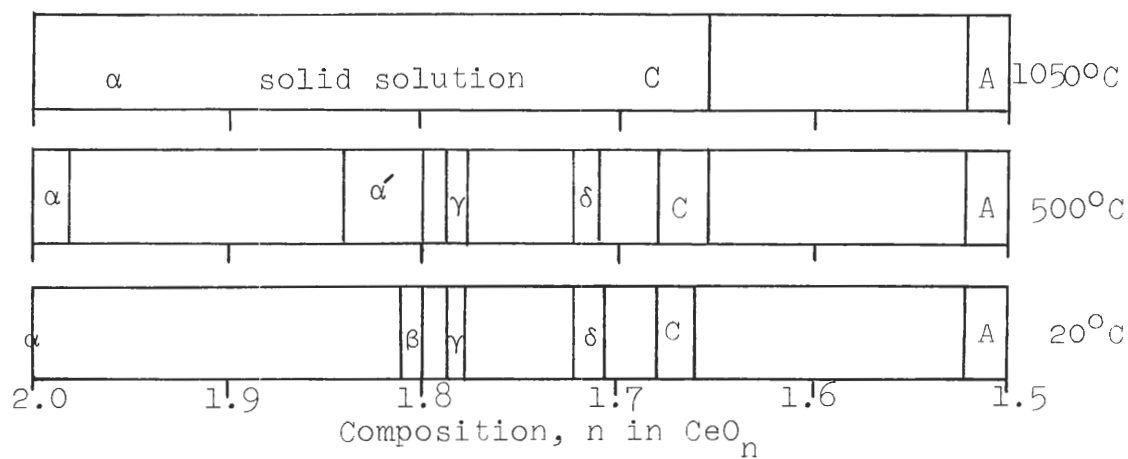 α solid solution C A 1050°C
α α′ γ δ C A 500°C
α β γ δ C A 20°C
2.0 1.9 1.8 1.7 1.6 1.5
Composition, n in CeOn